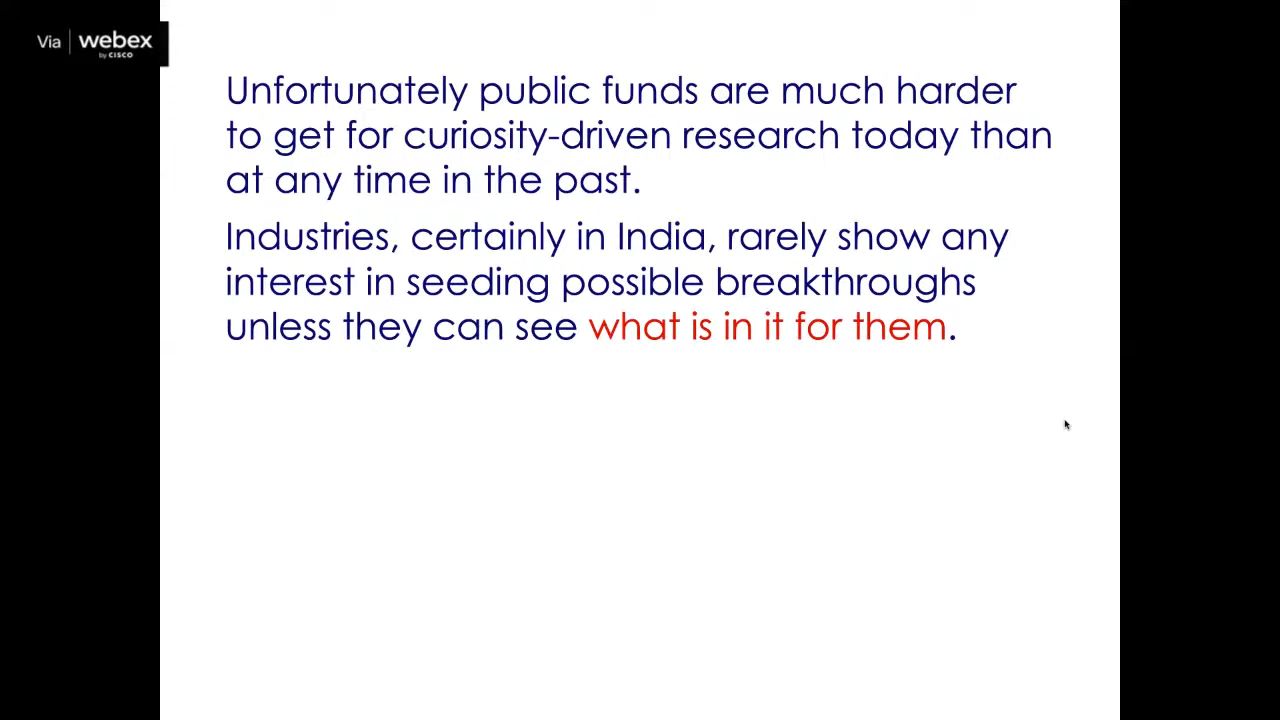 Via | webex
by CISCO
Unfortunately public funds are much harder
to get for curiosity-driven research today than
at any time in the past.
Industries, certainly in India, rarely show any
interest in seeding possible breakthroughs
unless they can see what is in it for them.